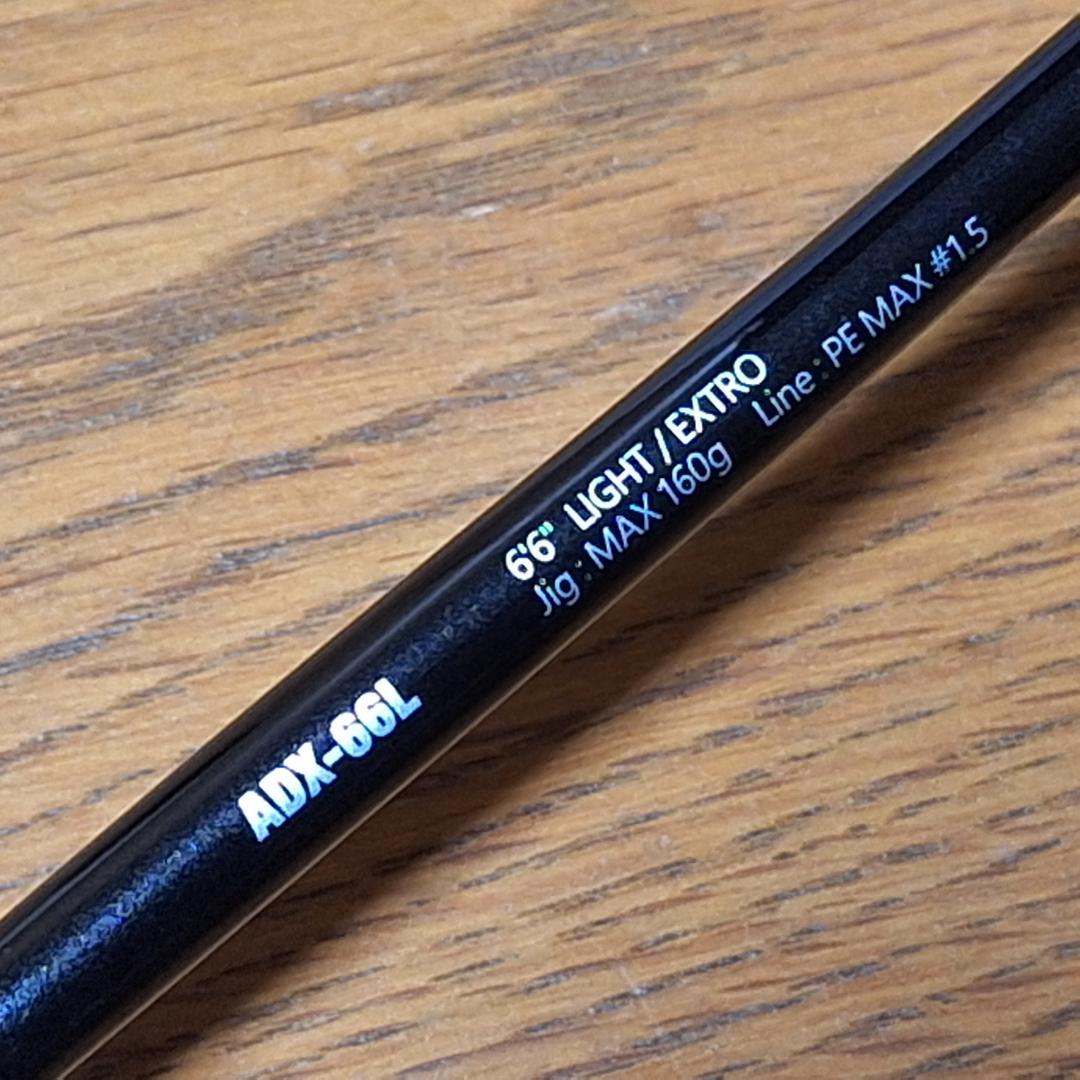 ADX-66L
6'6" LIGHT / EXTRO
Jig : MAX 160g Line : PE MAX #1.5